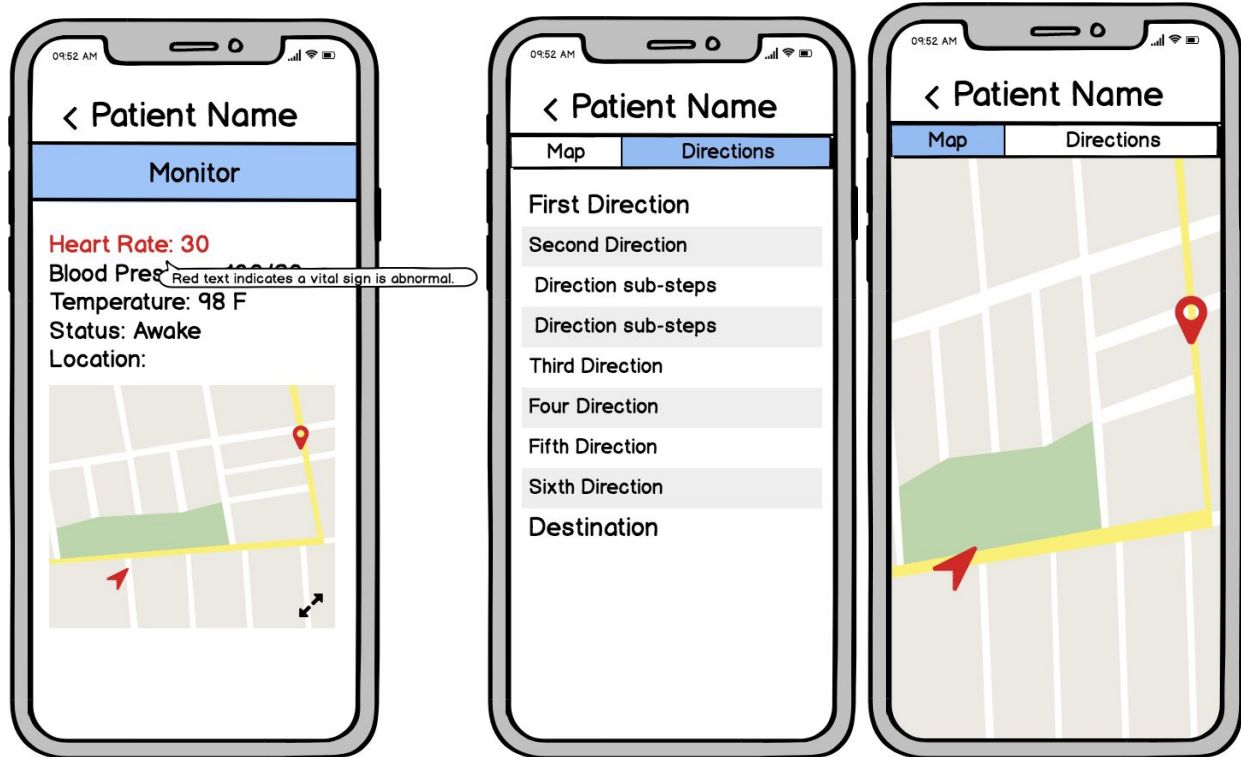 09:52 AM
< Patient Name
Monitor
Heart Rate: 30
Blood Pres
Red text indicates a vital sign is abnormal.
Temperature: 98 F
Status: Awake
Location:
09:52 AM
< Patient Name
Map Directions
First Direction
Second Direction
Direction sub-steps
Direction sub-steps
Third Direction
Four Direction
Fifth Direction
Sixth Direction
Destination
09:52 AM
< Patient Name
Map Directions